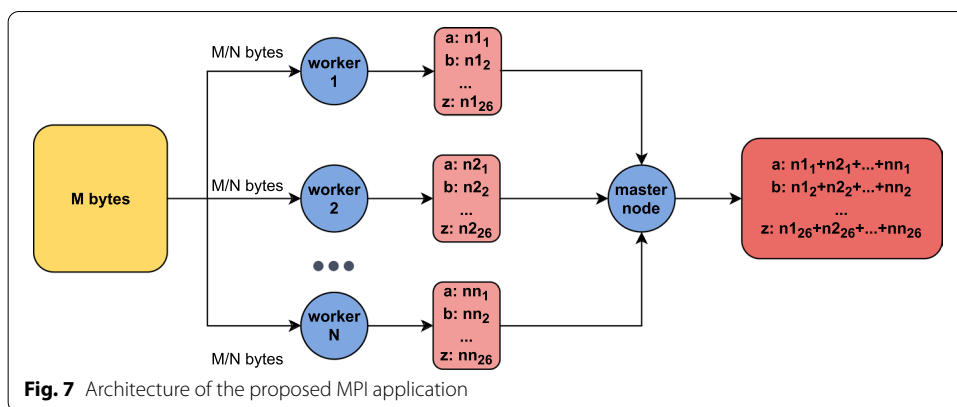 M bytes
M/N bytes
worker
1
a: n1₁
b: n1₂
...
z: n1₂₆
M/N bytes
worker
2
a: n2₁
b: n2₂
...
z: n2₂₆
M/N bytes
worker
N
a: nn₁
b: nn₂
...
z: nn₂₆
master
node
a: n1₁+n2₁+...+nn₁
b: n1₂+n2₂+...+nn₂
...
z: n1₂₆+n2₂₆+...+nn₂₆
Fig. 7 Architecture of the proposed MPI application